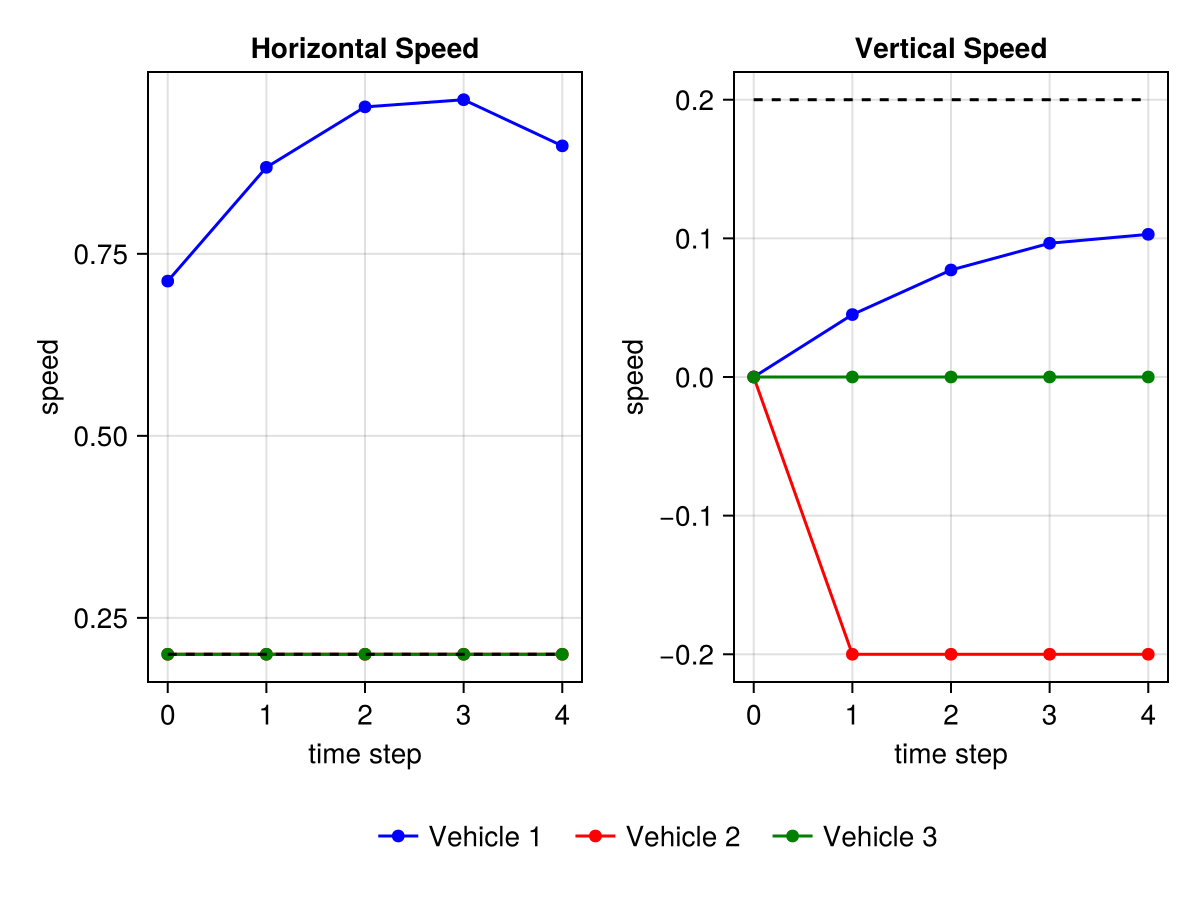 Horizontal Speed
Vertical Speed
speed
0.75
0.50
0.25
0 1 2 3 4
time step
speed
0.2
0.1
0.0
−0.1
−0.2
0 1 2 3 4
time step
Vehicle 1 Vehicle 2 Vehicle 3